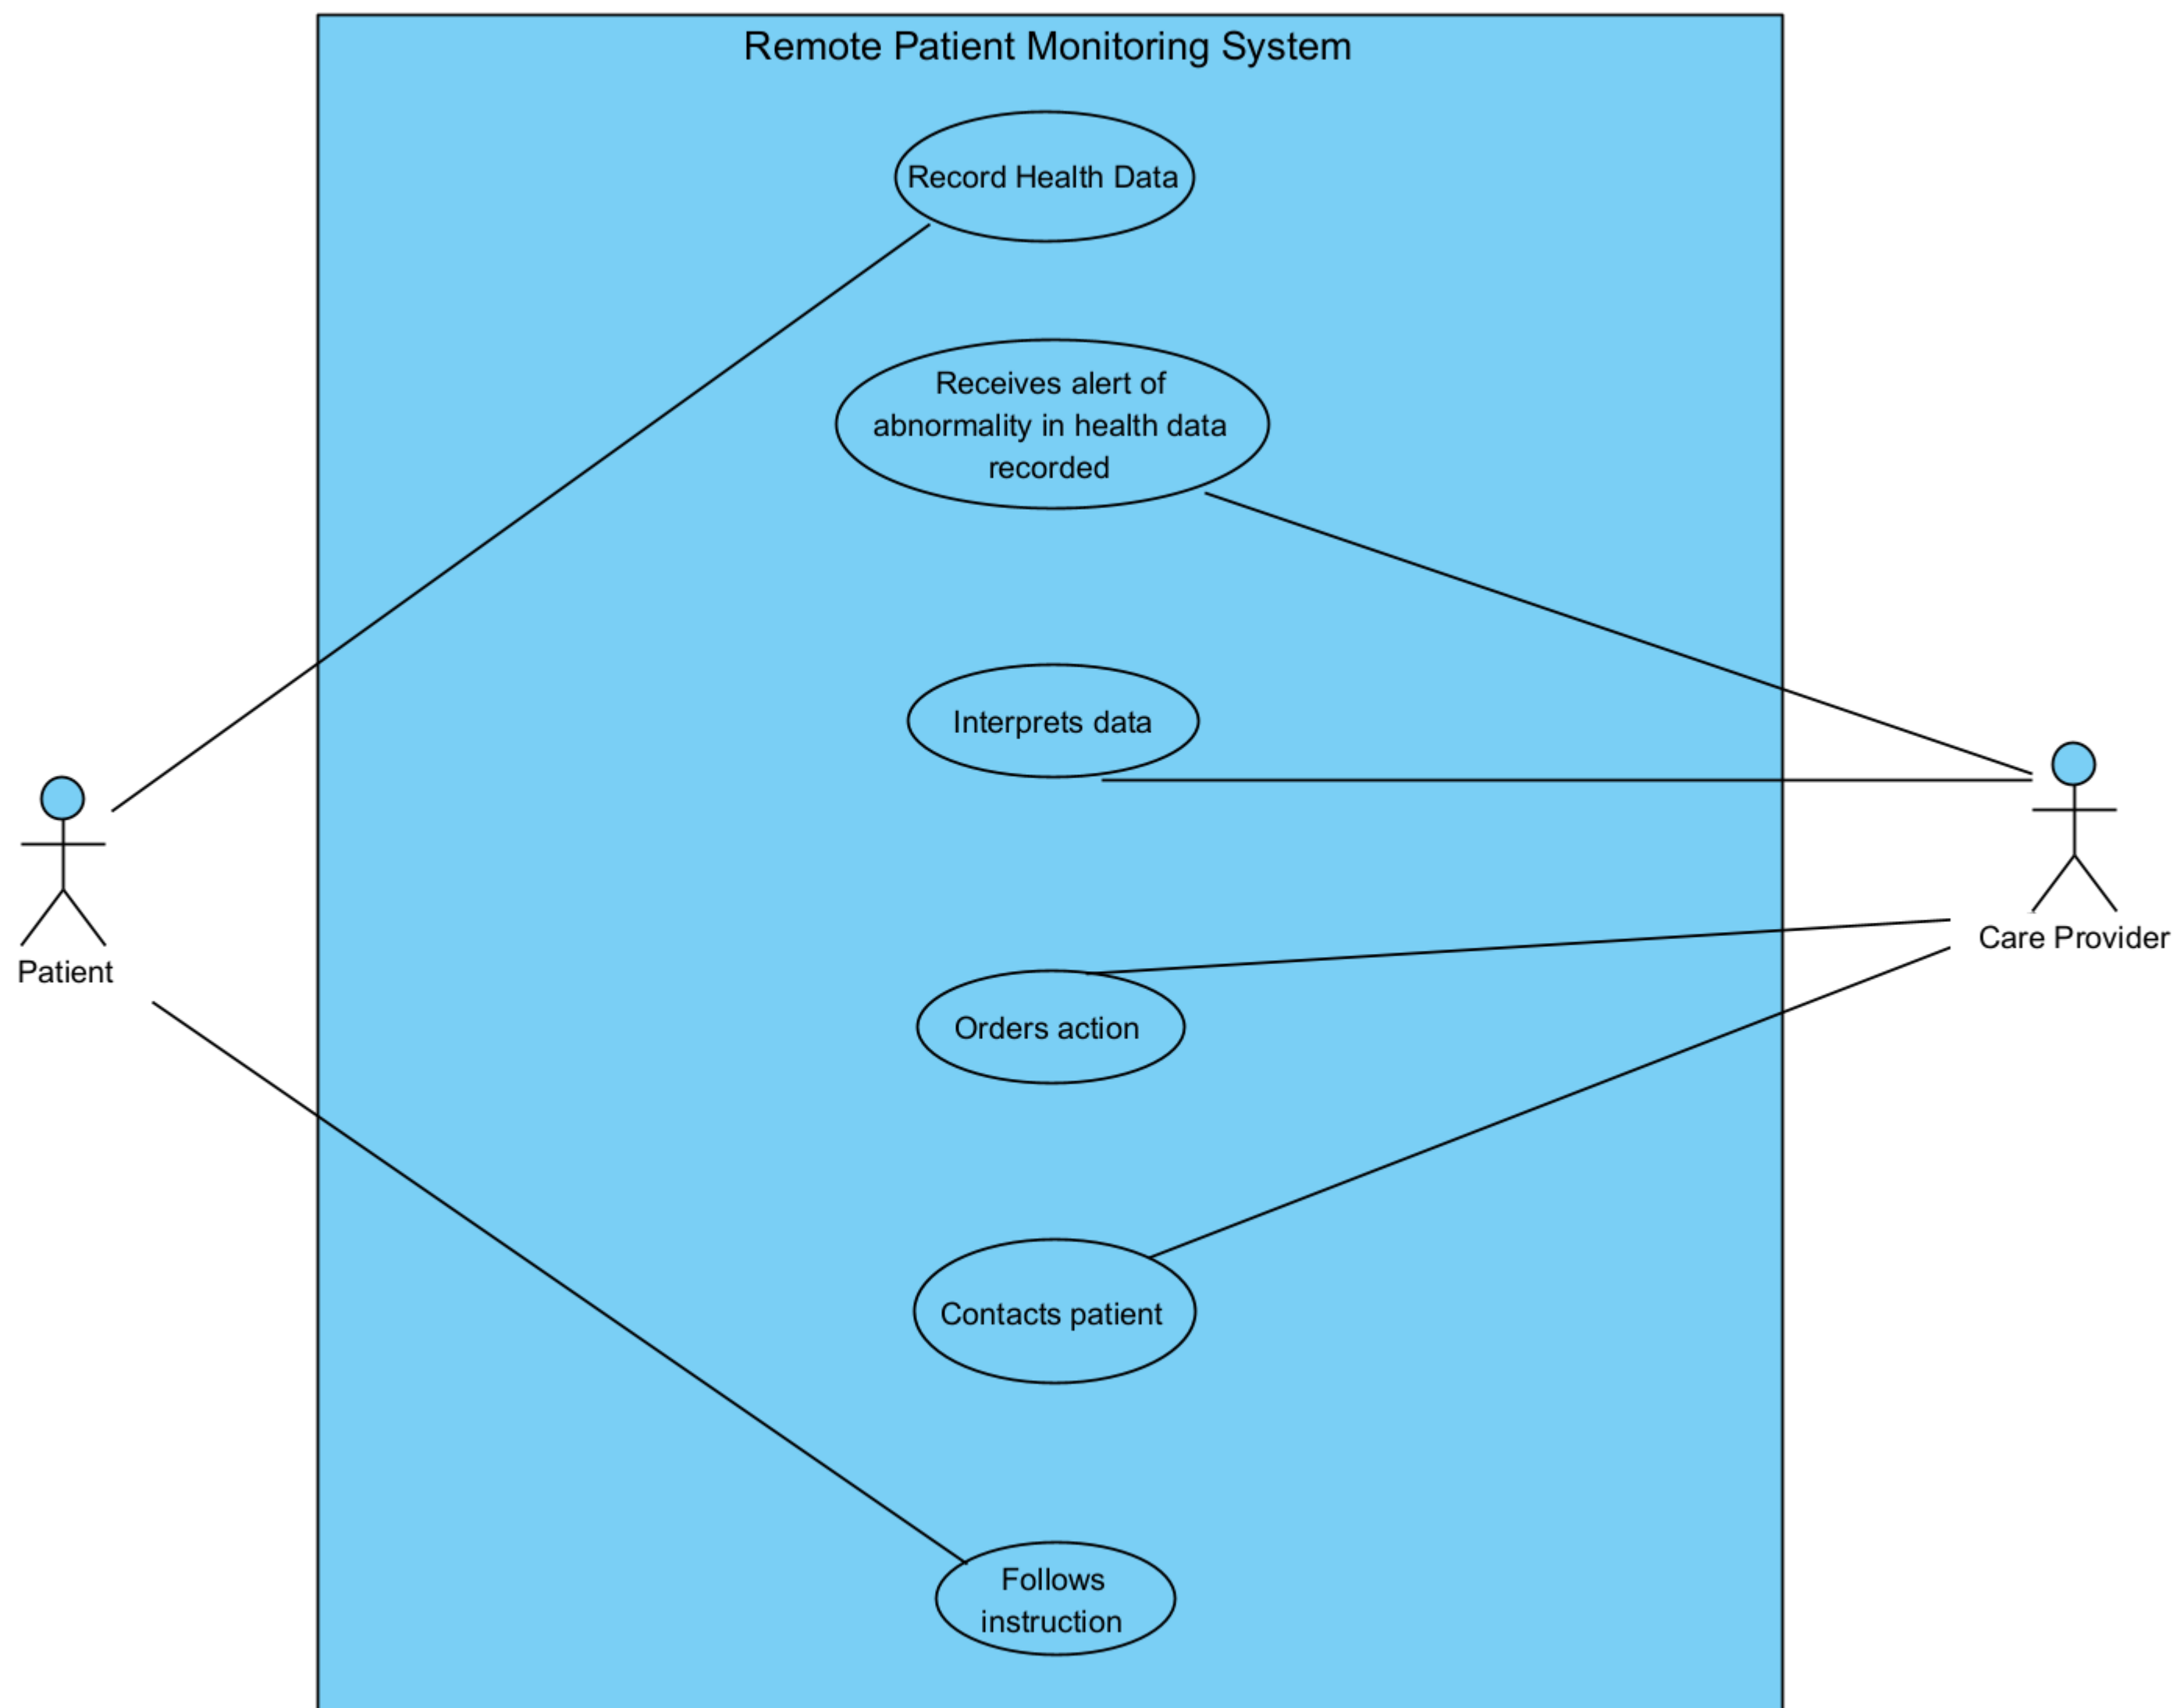 Remote Patient Monitoring System
Record Health Data
Receives alert of
abnormality in health data
recorded
Interprets data
Patient
Care Provider
Orders action
Contacts patient
Follows
instruction